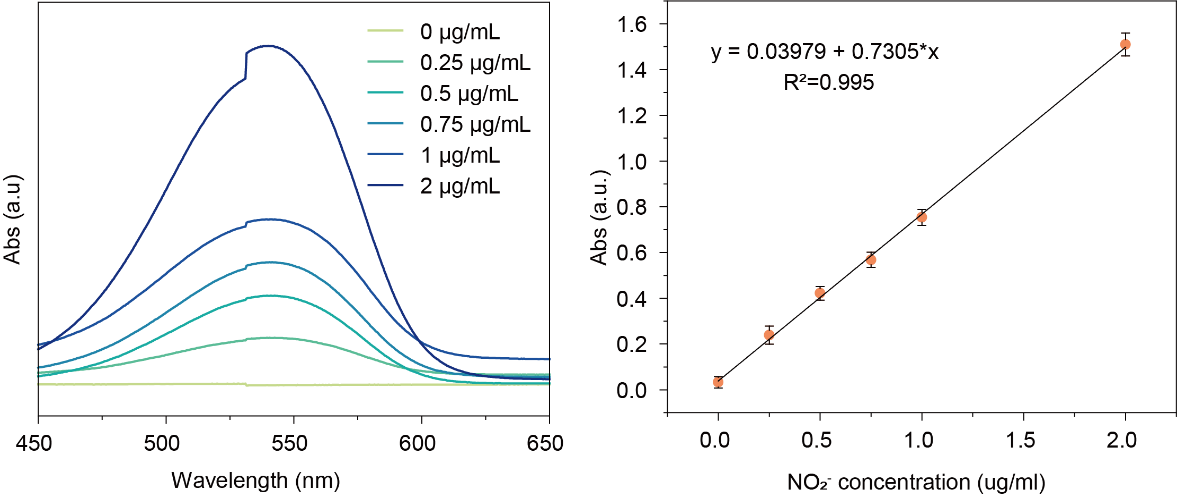 0 µg/mL
0.25 µg/mL
0.5 µg/mL
0.75 µg/mL
1 µg/mL
2 µg/mL
Abs (a.u)
450
500
550
600
650
Wavelength (nm)
y = 0.03979 + 0.7305*x
R²=0.995
Abs (a.u.)
1.6
1.4
1.2
1.0
0.8
0.6
0.4
0.2
0.0
0.0
0.5
1.0
1.5
2.0
NO₂⁻ concentration (ug/ml)